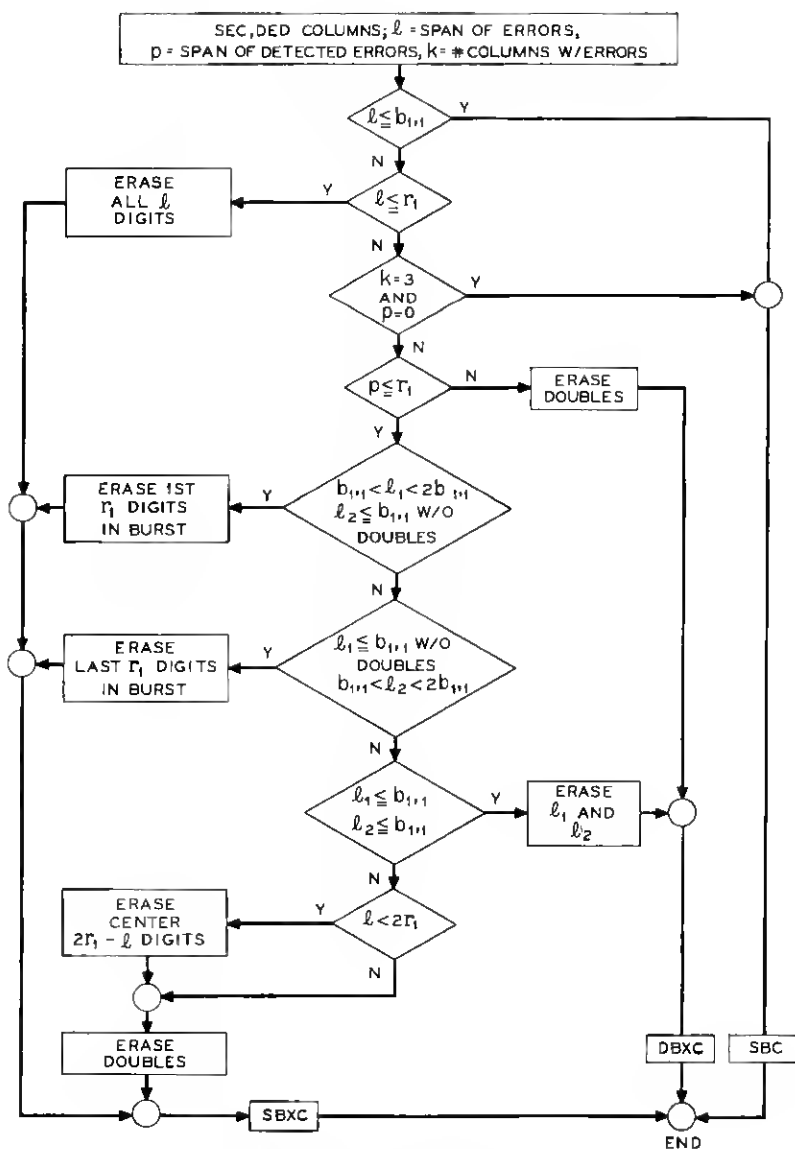 SEC,DED COLUMNS; ℓ = SPAN OF ERRORS,
p = SPAN OF DETECTED ERRORS, k = # COLUMNS W/ERRORS
ℓ ≦ b₁,₁
Y
N
ERASE
ALL ℓ
DIGITS
Y
ℓ ≦ r₁
N
k=3
AND
p=0
Y
N
p ≦ r₁
N
ERASE
DOUBLES
Y
ERASE 1ST
r₁ DIGITS
IN BURST
Y
b₁,₁ < ℓ₁ < 2b₁,₁
ℓ₂ ≦ b₁,₁ W/O
DOUBLES
N
ERASE
LAST r₁ DIGITS
IN BURST
Y
ℓ₁ ≦ b₁,₁ W/O
DOUBLES
b₁,₁ < ℓ₂ < 2b₁,₁
N
ℓ₁ ≦ b₁,₁
ℓ₂ ≦ b₁,₁
Y
ERASE
ℓ₁ AND
ℓ₂
N
ERASE
CENTER
2r₁ - ℓ DIGITS
Y
ℓ < 2r₁
N
ERASE
DOUBLES
DBXC
SBC
SBXC
END